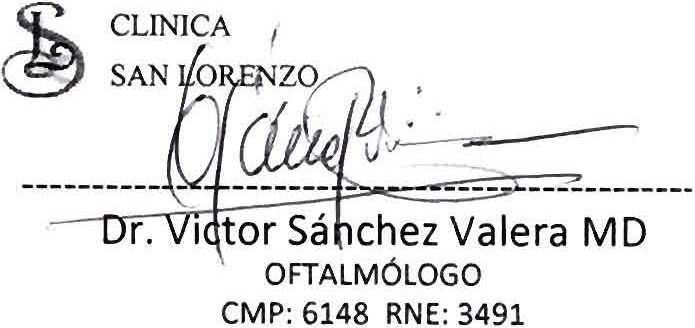 CLINICA
SAN LORENZO
Dr. Victor Sánchez Valera MD
OFTALMÓLOGO
CMP: 6148 RNE: 3491